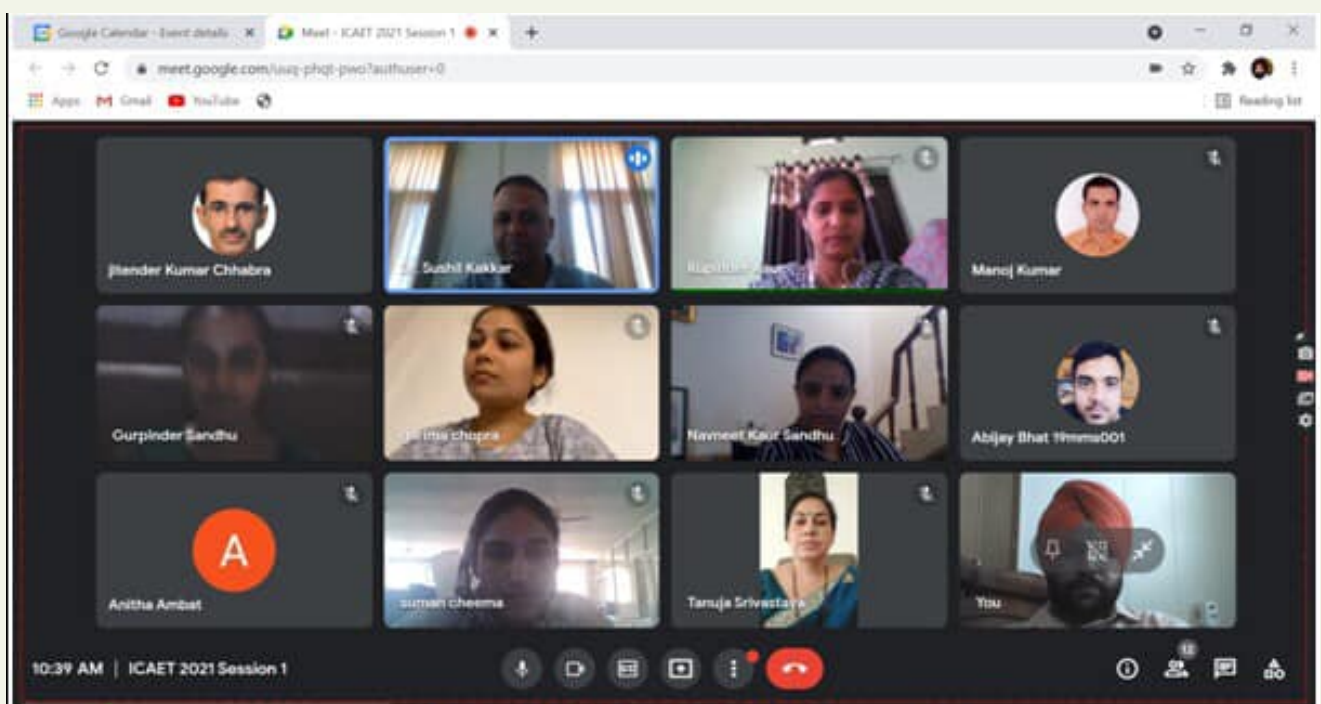 Google Calendar - Event details
Meet - ICAET 2021 Session 1
meet.google.com/uuq-phqt-pwo?authuser=0
Apps
Gmail
YouTube
Reading list
Jitender Kumar Chhabra
Sushil Kakkar
Kaur
Manoj Kumar
Gurpinder Sandhu
chopra
Navneet Kaur Sandhu
Abijay Bhat 19mms001
A
Anitha Ambat
suman cheema
Tanuja Srivastava
You
10:39 AM | ICAET 2021 Session 1
12